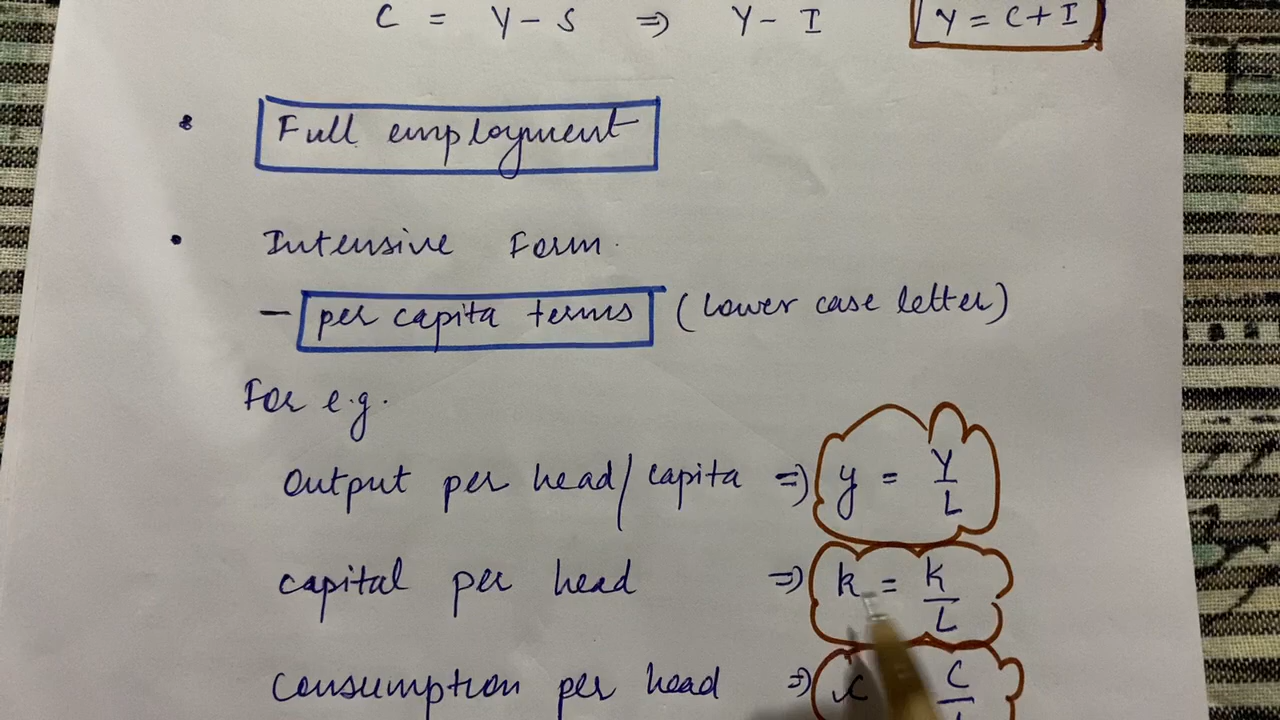 C = Y - S ⇒ Y - I Y = C + I
• Full employment
• Intensive Form.
- per capita terms (lower case letter)
For e.g.
Output per head/capita ⇒ y = Y/L
capital per head ⇒ k = K/L
consumption per head ⇒ c C/L